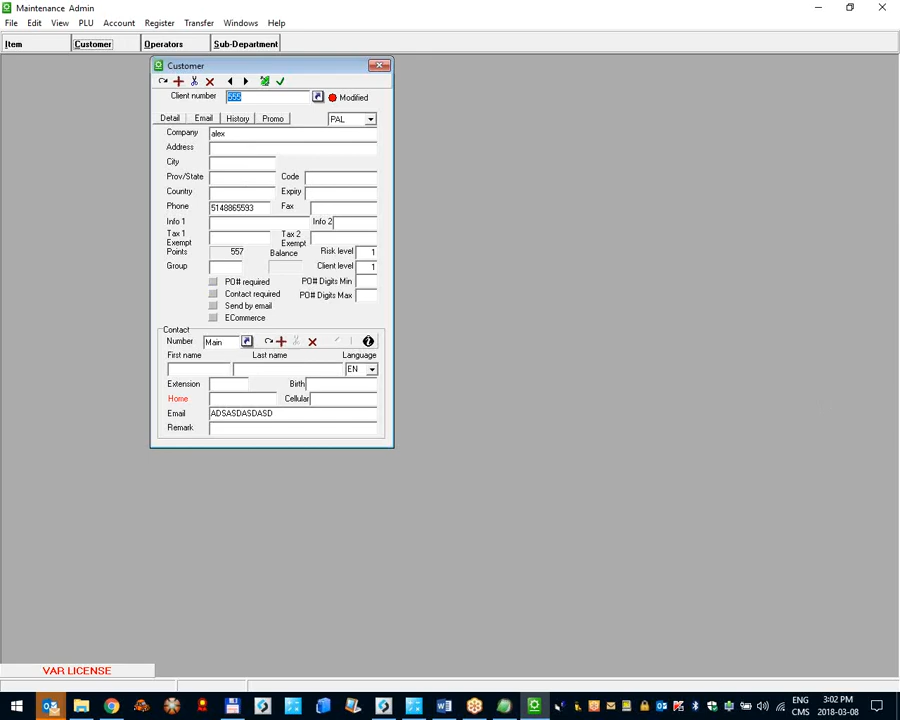 Maintenance Admin
File Edit View PLU Account Register Transfer Windows Help
Item Customer Operators Sub-Department
Customer
Client number 555 Modified
Detail Email History Promo PAL
Company alex
Address
City
Prov/State Code
Country Expiry
Phone 5148865593 Fax
Info 1 Info 2
Tax 1 Exempt Tax 2 Exempt
Points 557 Balance Risk level 1
Group Client level 1
PO# required PO# Digits Min
Contact required PO# Digits Max
Send by email
ECommerce
Contact
Number Main
First name Last name Language
EN
Extension Birth
Home Cellular
Email ADSASDASDASD
Remark
VAR LICENSE
ENG 3:02 PM
CMS 2018-03-08